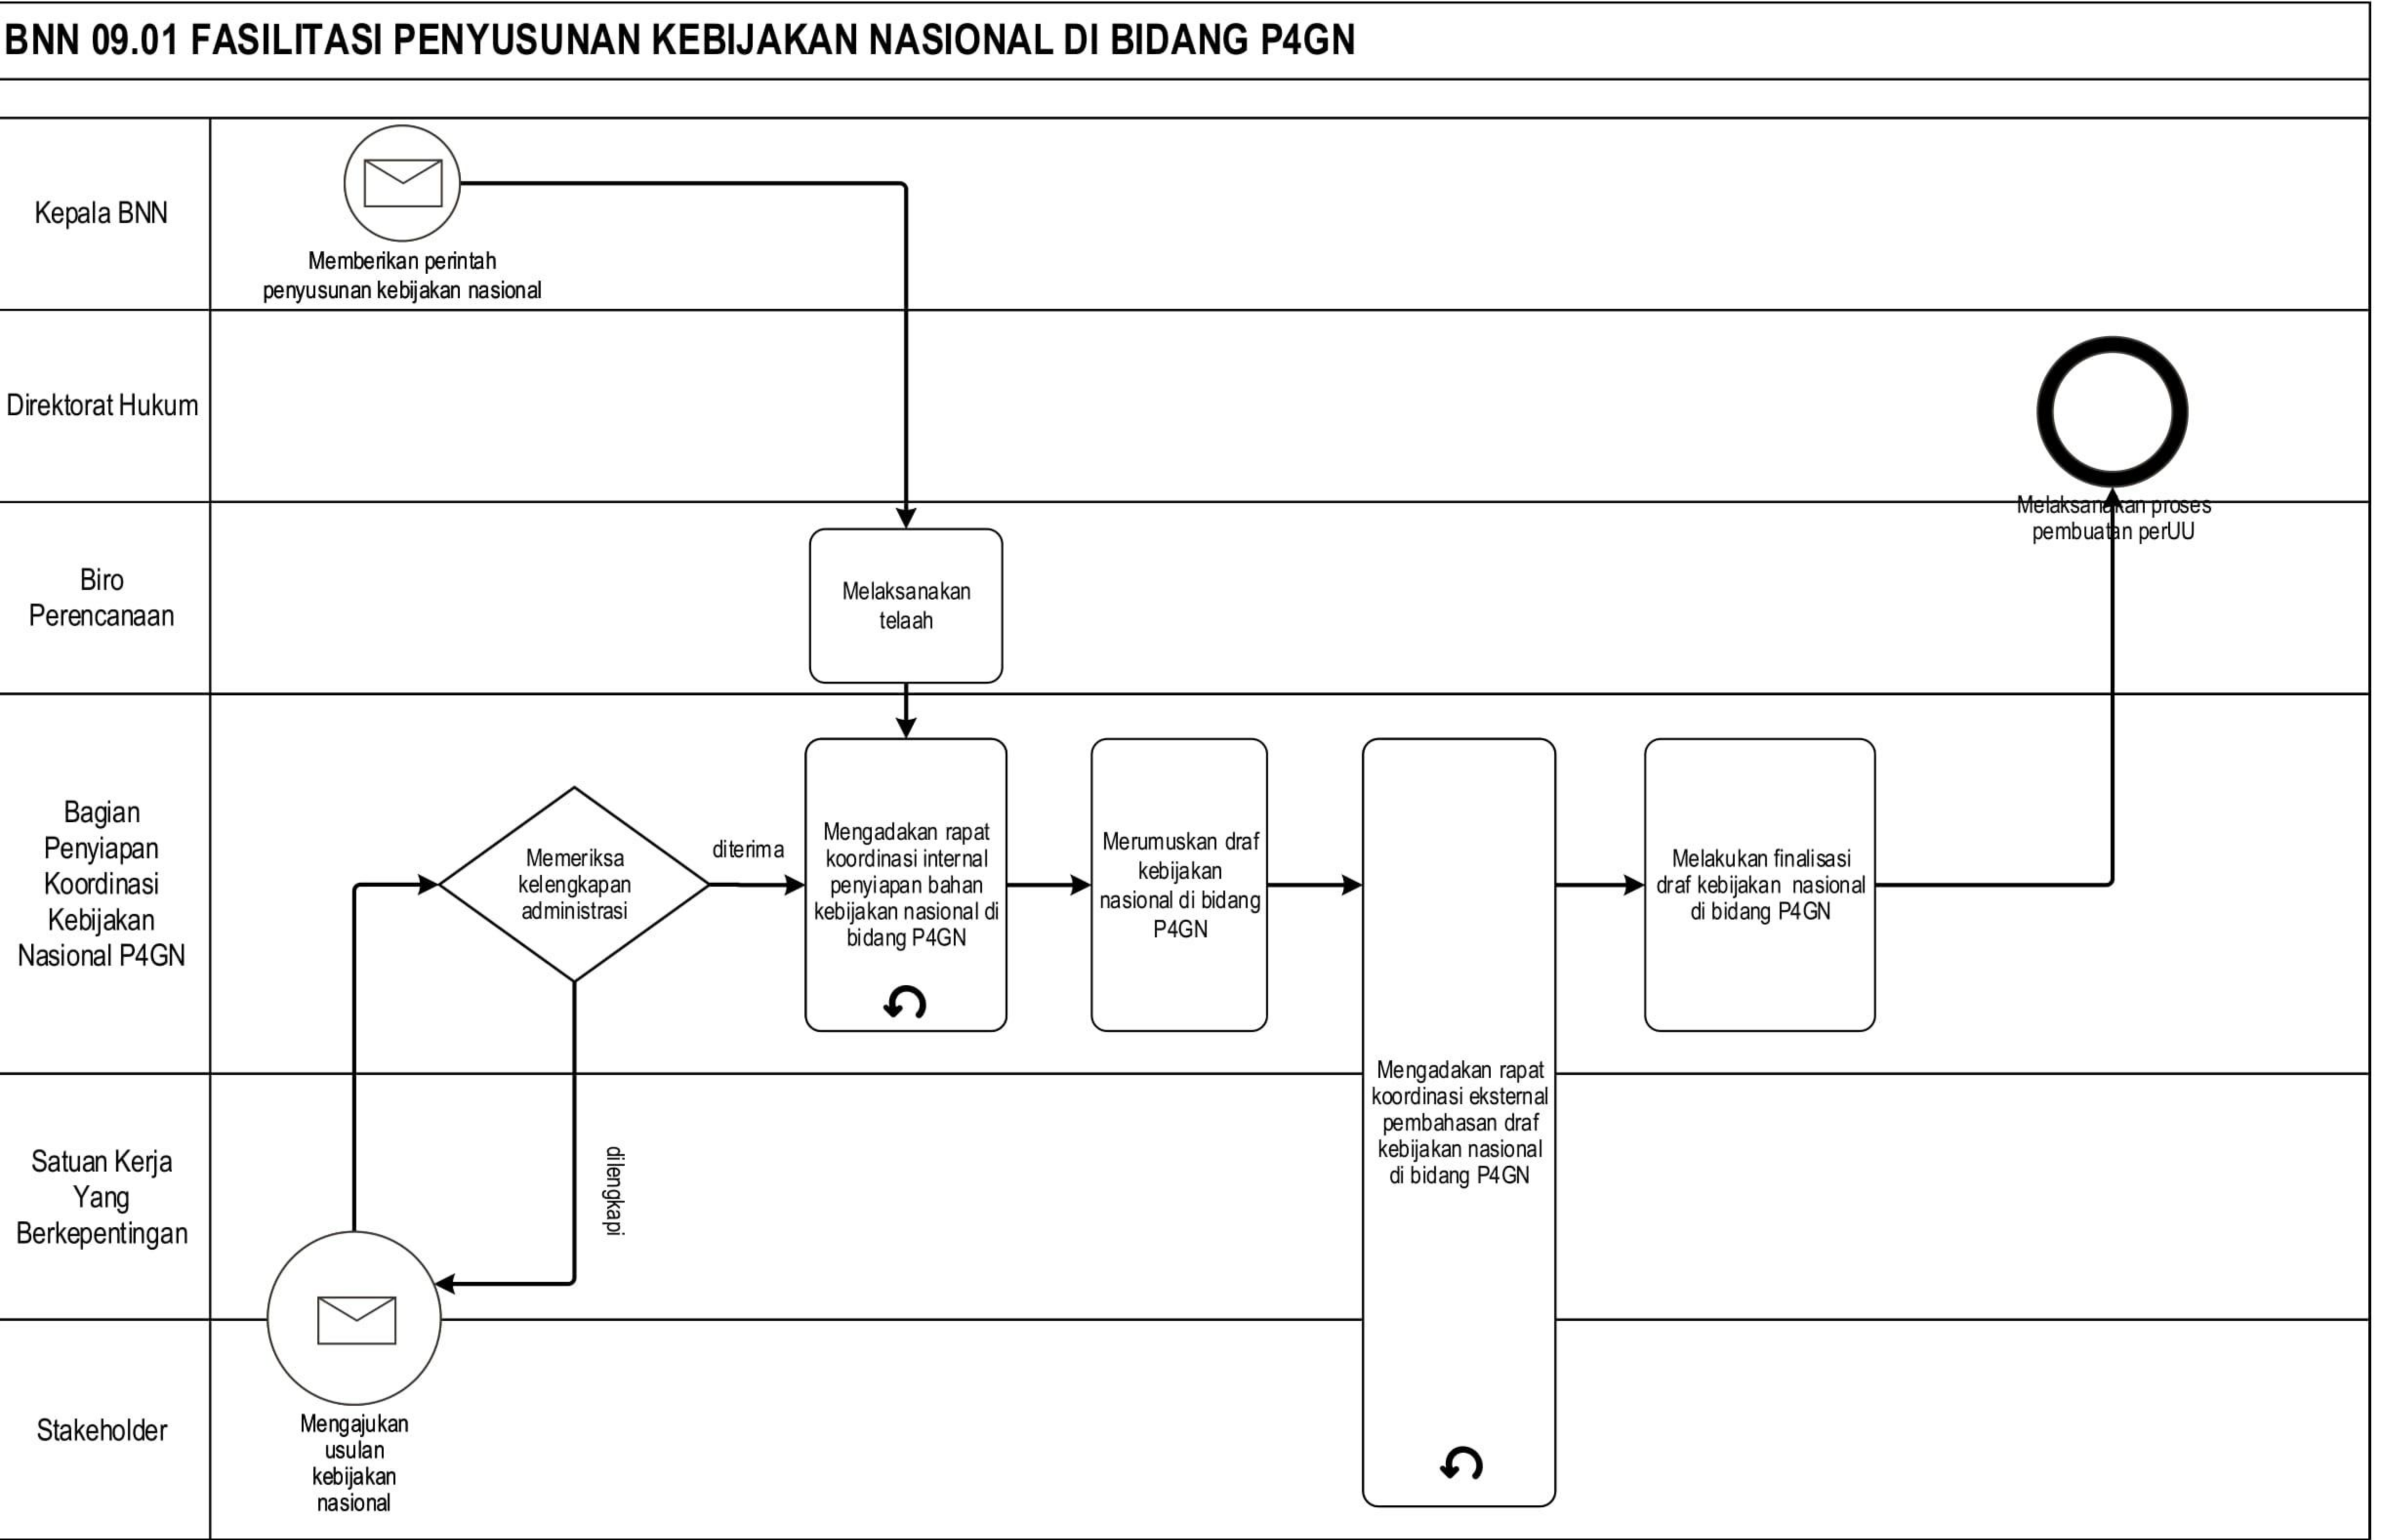 BNN 09.01 FASILITASI PENYUSUNAN KEBIJAKAN NASIONAL DI BIDANG P4GN
Kepala BNN
Memberikan perintah
penyusunan kebijakan nasional
Direktorat Hukum
Melaksanakan proses
pembuatan perUU
Biro
Perencanaan
Melaksanakan
telaah
Bagian
Penyiapan
Koordinasi
Kebijakan
Nasional P4GN
Memeriksa
kelengkapan
administrasi
diterima
Mengadakan rapat
koordinasi internal
penyiapan bahan
kebijakan nasional di
bidang P4GN
Merumuskan draf
kebijakan
nasional di bidang
P4GN
Melakukan finalisasi
draf kebijakan nasional
di bidang P4GN
Mengadakan rapat
koordinasi eksternal
pembahasan draf
kebijakan nasional
di bidang P4GN
Satuan Kerja
Yang
Berkepentingan
dilengkapi
Stakeholder
Mengajukan
usulan
kebijakan
nasional